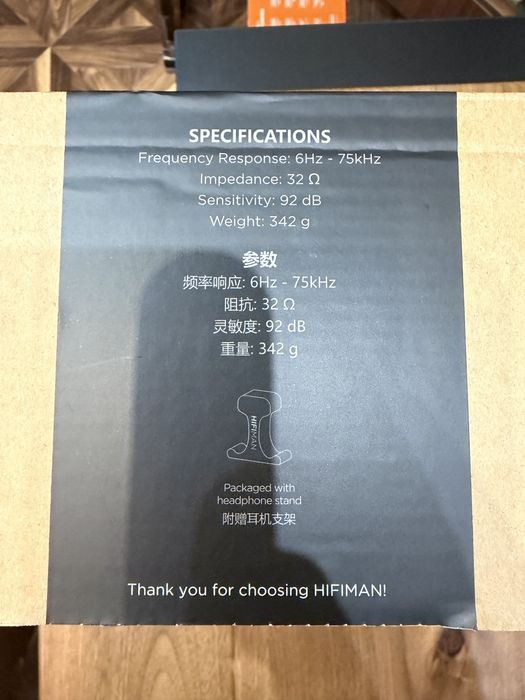 SPECIFICATIONS
Frequency Response: 6Hz - 75kHz
Impedance: 32 Ω
Sensitivity: 92 dB
Weight: 342 g
参数
频率响应: 6Hz - 75kHz
阻抗: 32 Ω
灵敏度: 92 dB
重量: 342 g
HIFIMAN
Packaged with
headphone stand
附赠耳机支架
Thank you for choosing HIFIMAN!